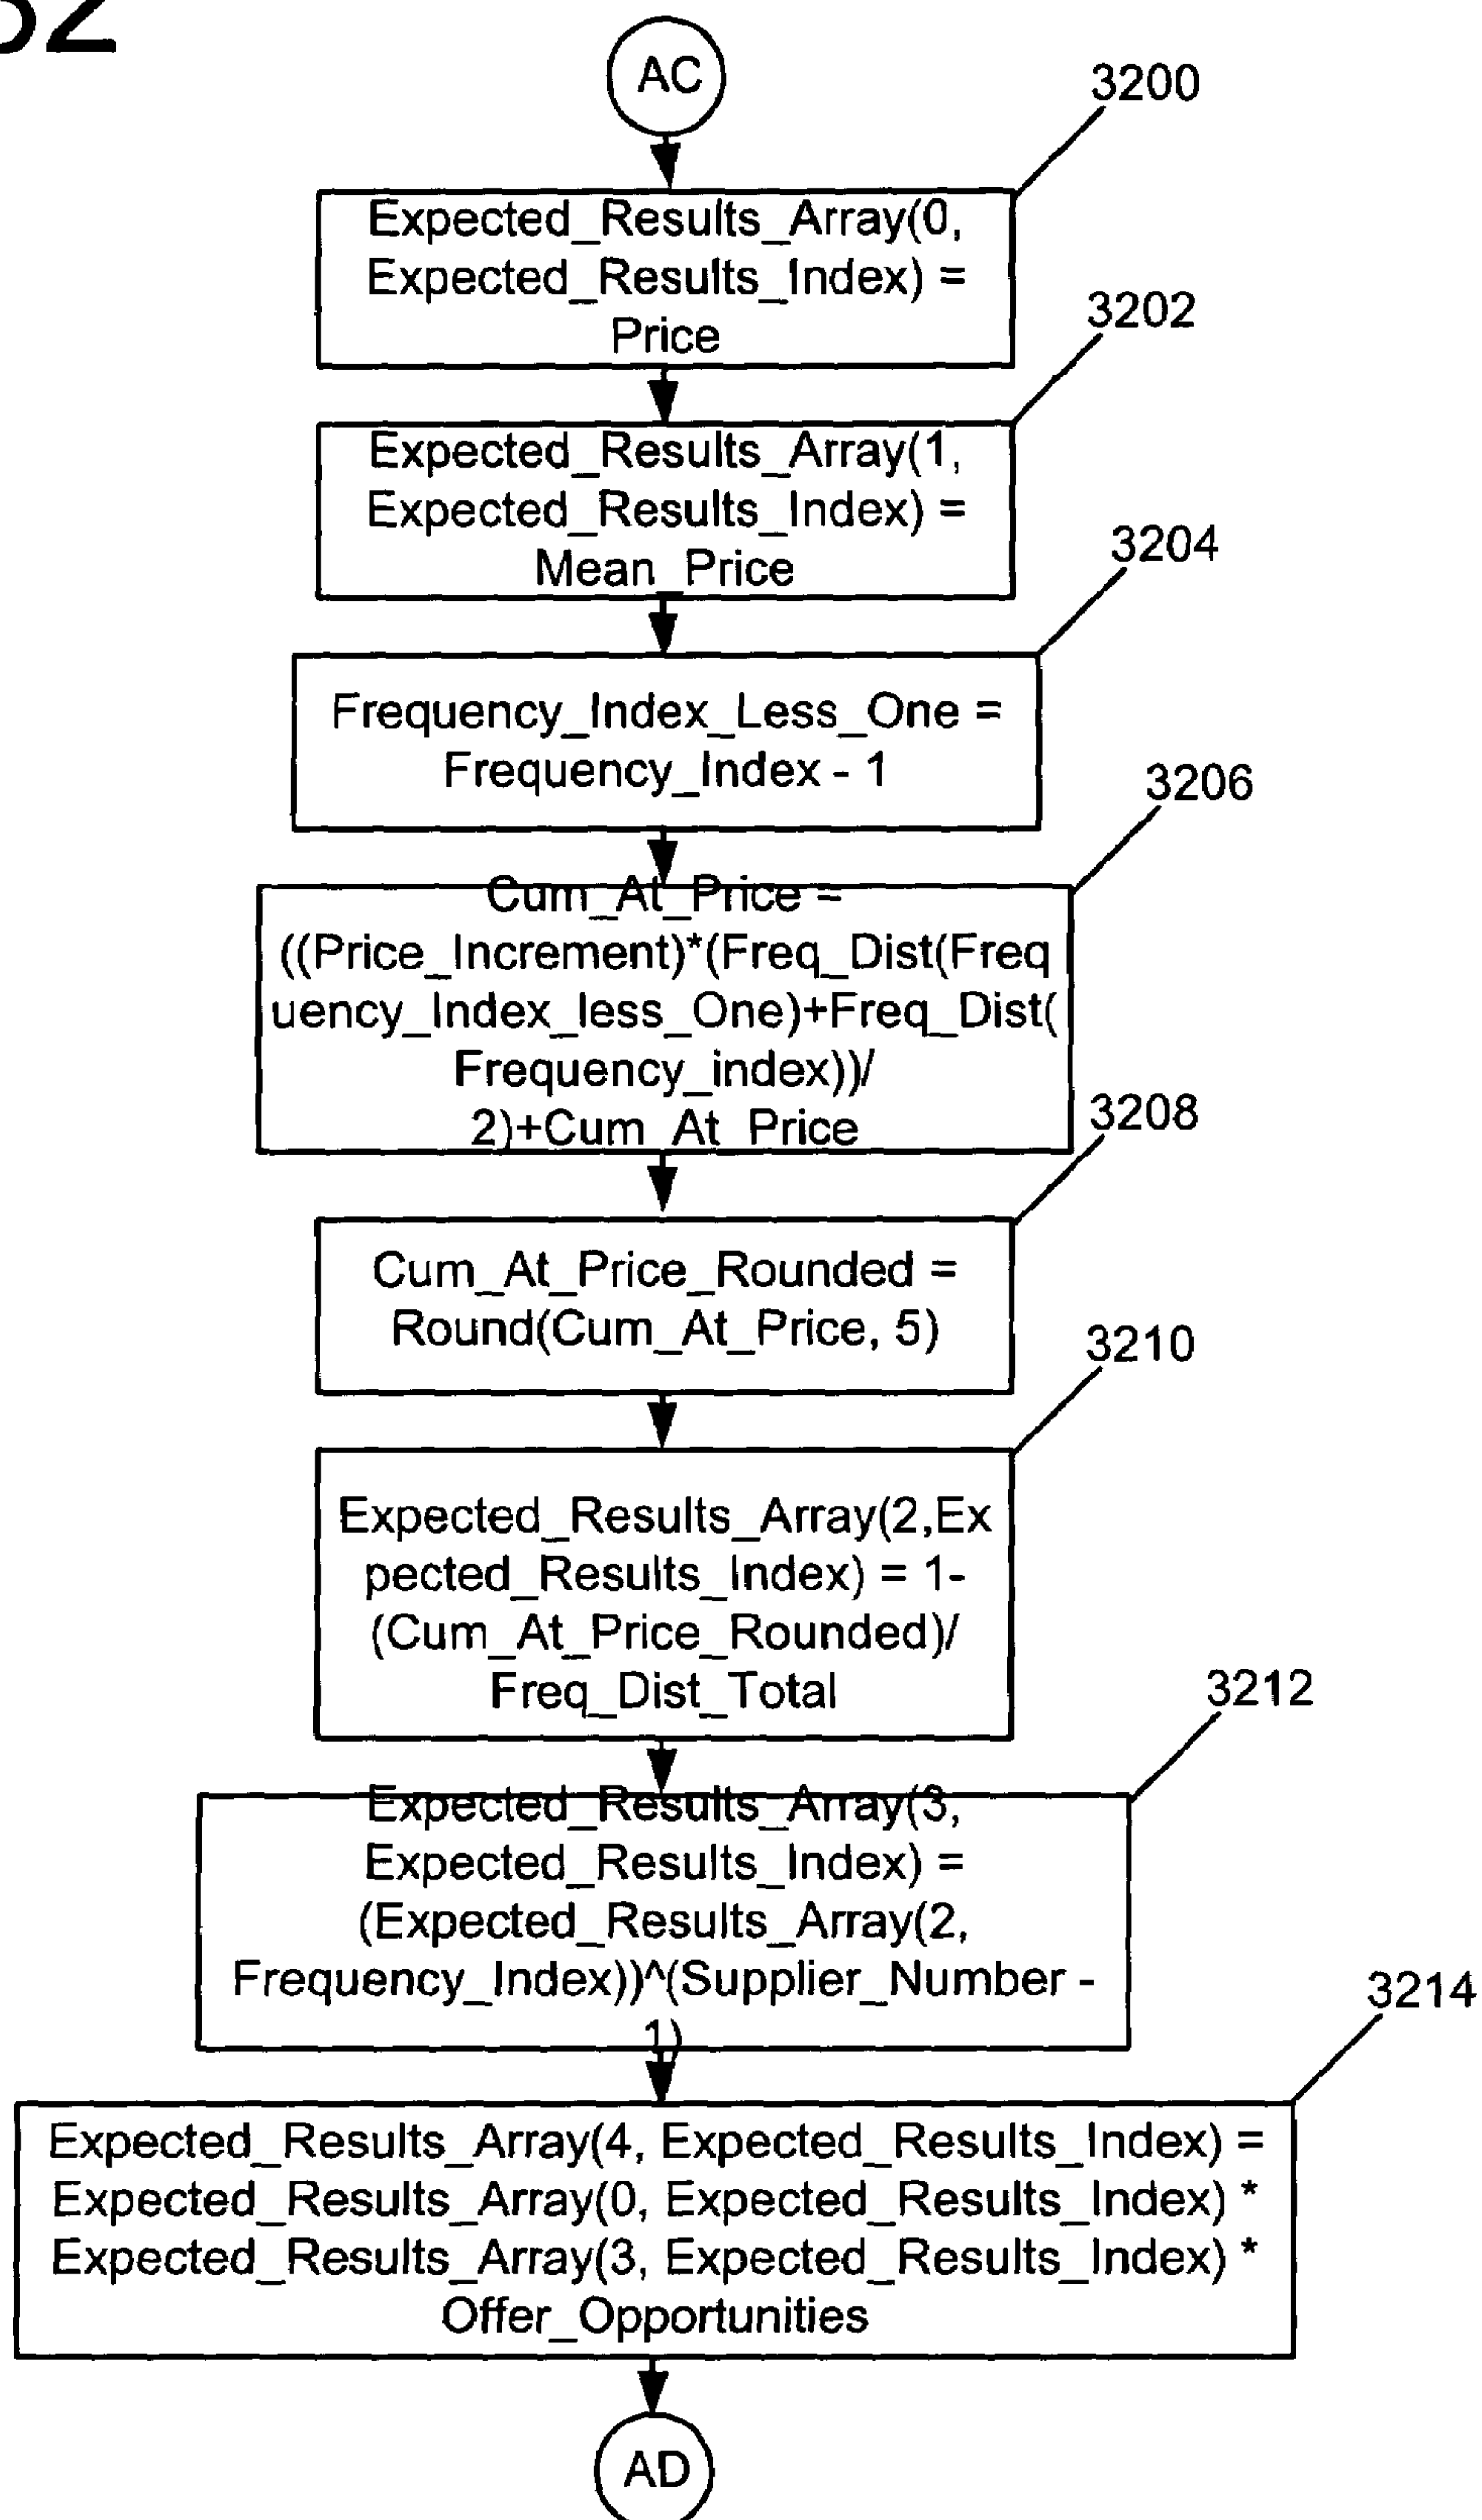 32
AC
3200
Expected_Results_Array(0,
Expected_Results_Index) =
Price
3202
Expected_Results_Array(1,
Expected_Results_Index) =
Mean_Price
3204
Frequency_Index_Less_One =
Frequency_Index - 1
3206
Cum_At_Price =
((Price_Increment)*(Freq_Dist(Freq
uency_Index_less_One)+Freq_Dist(
Frequency_index))/
2)+Cum_At_Price
3208
Cum_At_Price_Rounded =
Round(Cum_At_Price, 5)
3210
Expected_Results_Array(2,Ex
pected_Results_Index) = 1-
(Cum_At_Price_Rounded)/
Freq_Dist_Total
3212
Expected_Results_Array(3,
Expected_Results_Index) =
(Expected_Results_Array(2,
Frequency_Index))^(Supplier_Number -
1)
3214
Expected_Results_Array(4, Expected_Results_Index) =
Expected_Results_Array(0, Expected_Results_Index) *
Expected_Results_Array(3, Expected_Results_Index) *
Offer_Opportunities
AD